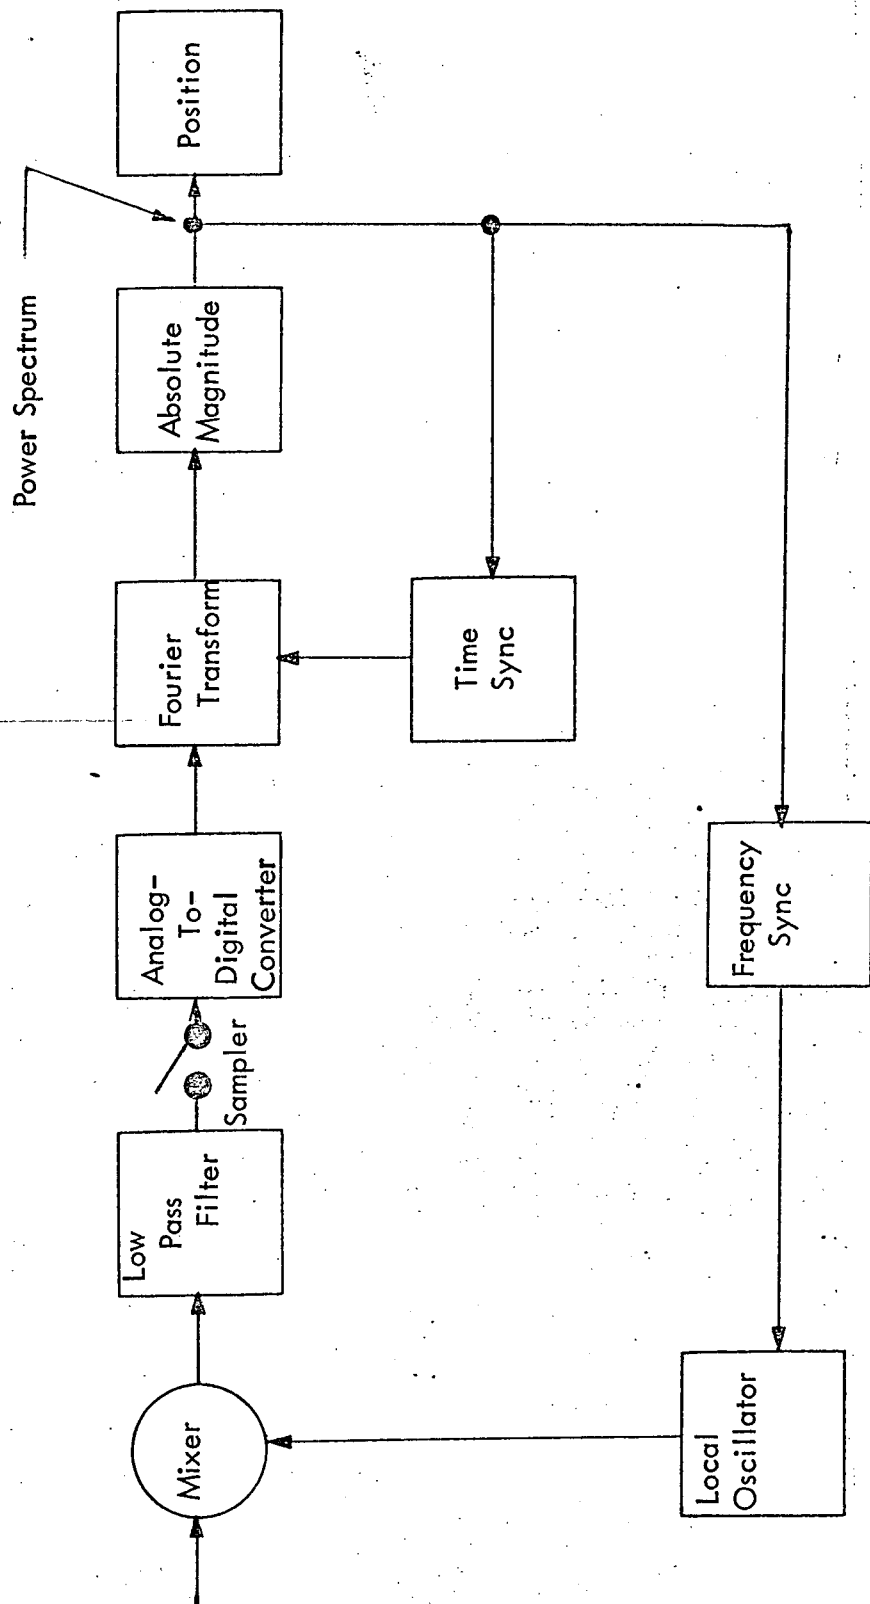 Power Spectrum
Mixer
Low
Pass
Filter
Sampler
Analog-
To-
Digital
Converter
Fourier
Transform
Absolute
Magnitude
Position
Time
Sync
Local
Oscillator
Frequency
Sync